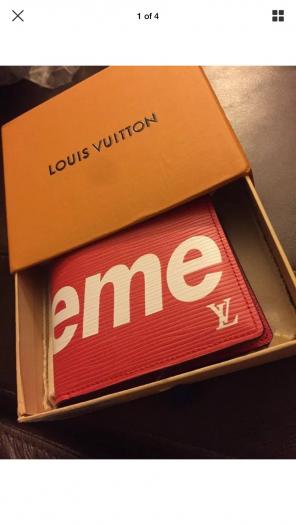 1 of 4
LOUIS VUITTON
eme
LV